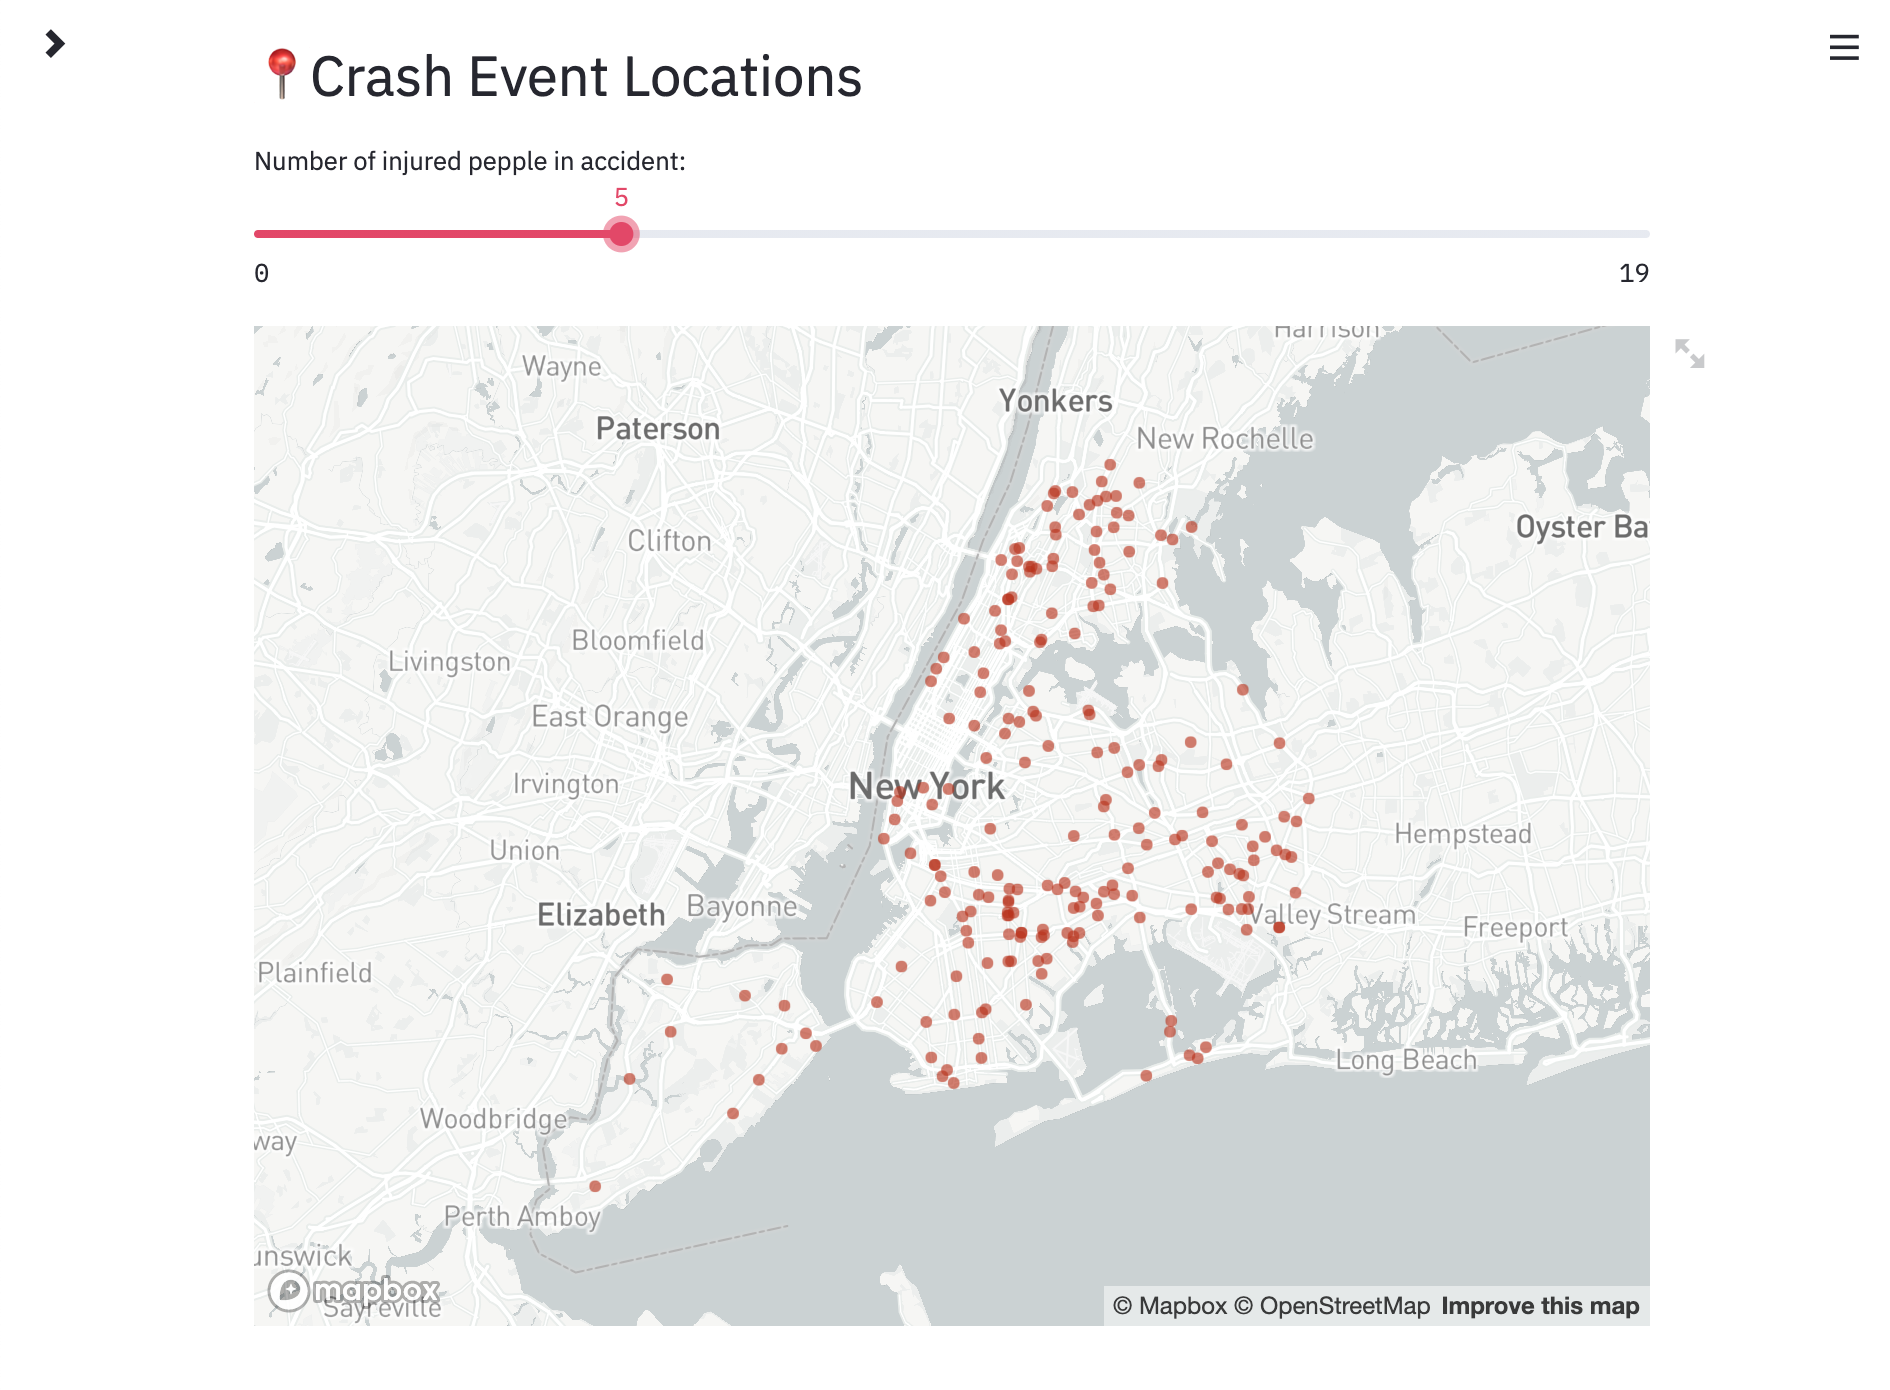 Crash Event Locations
Number of injured pepple in accident:
5
0
19
Harrison
Wayne
Yonkers
Paterson
New Rochelle
Oyster Ba
Clifton
Bloomfield
Livingston
East Orange
Irvington
New York
Hempstead
Union
Elizabeth
Bayonne
Valley Stream
Freeport
Plainfield
Long Beach
Woodbridge
way
Perth Amboy
unswick
mapbox
Sayreville
© Mapbox © OpenStreetMap Improve this map